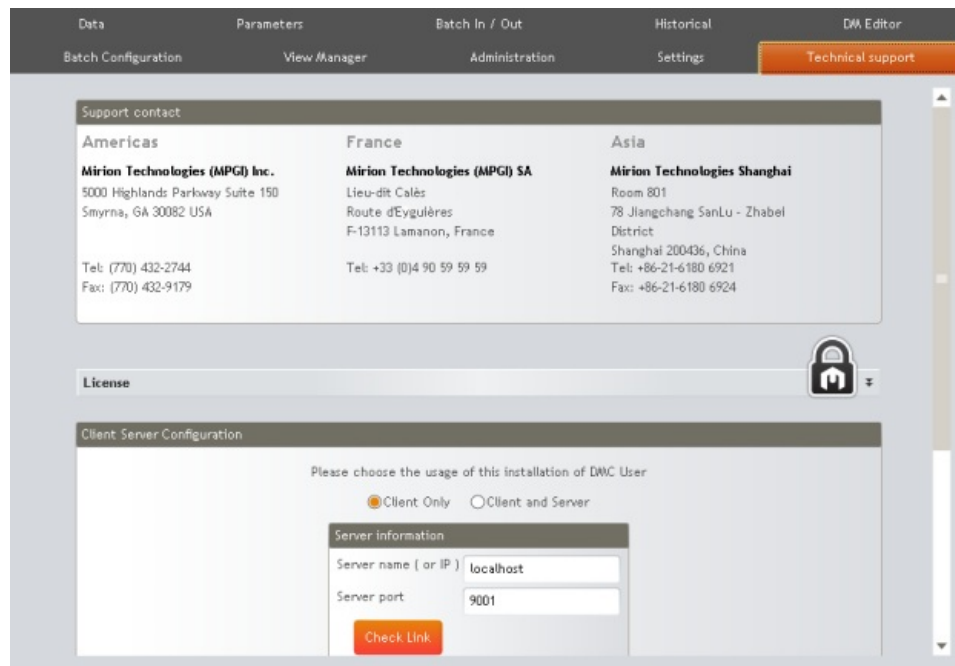 Data Parameters Batch In / Out Historical DM Editor
Batch Configuration View Manager Administration Settings Technical support
Support contact
Americas
Mirion Technologies (MPGI) Inc.
5000 Highlands Parkway Suite 150
Smyrna, GA 30082 USA
Tel: (770) 432-2744
Fax: (770) 432-9179
France
Mirion Technologies (MPGI) SA
Lieu-dit Calès
Route d'Eygulères
F-13113 Lamanon, France
Tel: +33 (0)4 90 59 59 59
Asia
Mirion Technologies Shanghai
Room 801
78 Jiangchang SanLu - Zhabel
District
Shanghai 200436, China
Tel: +86-21-6180 6921
Fax: +86-21-6180 6924
License
Client Server Configuration
Please choose the usage of this installation of DMC User
Client Only Client and Server
Server information
Server name ( or IP ) localhost
Server port 9001
Check Link